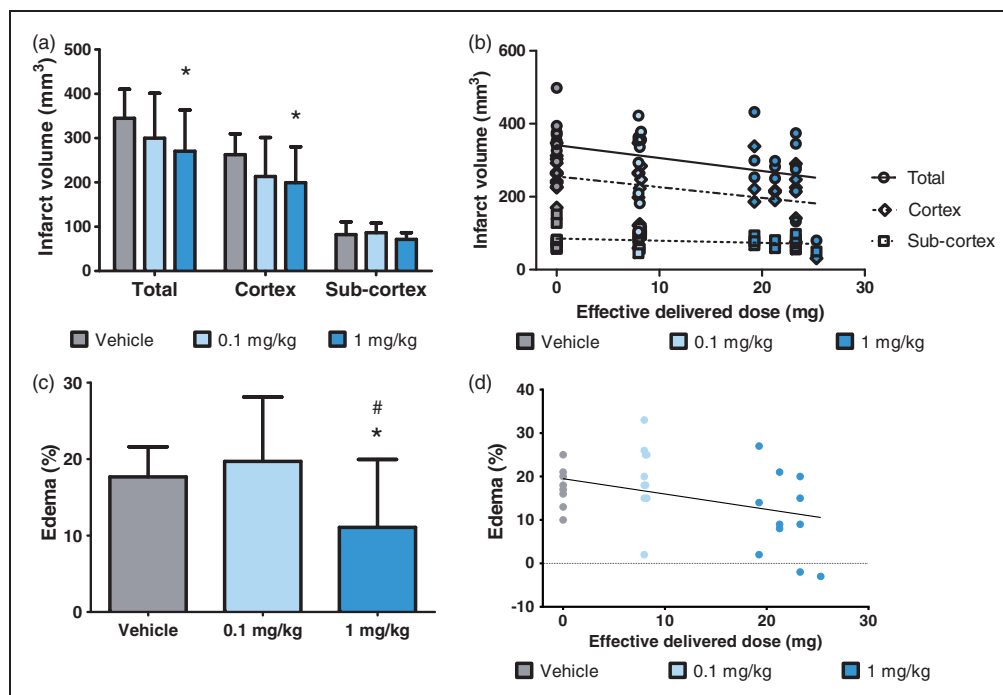 (a)
500
400
300
200
100
0
Infarct volume (mm³)
*
*
Total
Cortex
Sub-cortex
Vehicle
0.1 mg/kg
1 mg/kg
(b)
600
400
200
0
Infarct volume (mm³)
0
10
20
30
Effective delivered dose (mg)
Total
Cortex
Sub-cortex
Vehicle
0.1 mg/kg
1 mg/kg
(c)
30
20
10
0
Edema (%)
#
*
Vehicle
0.1 mg/kg
1 mg/kg
(d)
40
30
20
10
0
-10
Edema (%)
0
10
20
30
Effective delivered dose (mg)
Vehicle
0.1 mg/kg
1 mg/kg